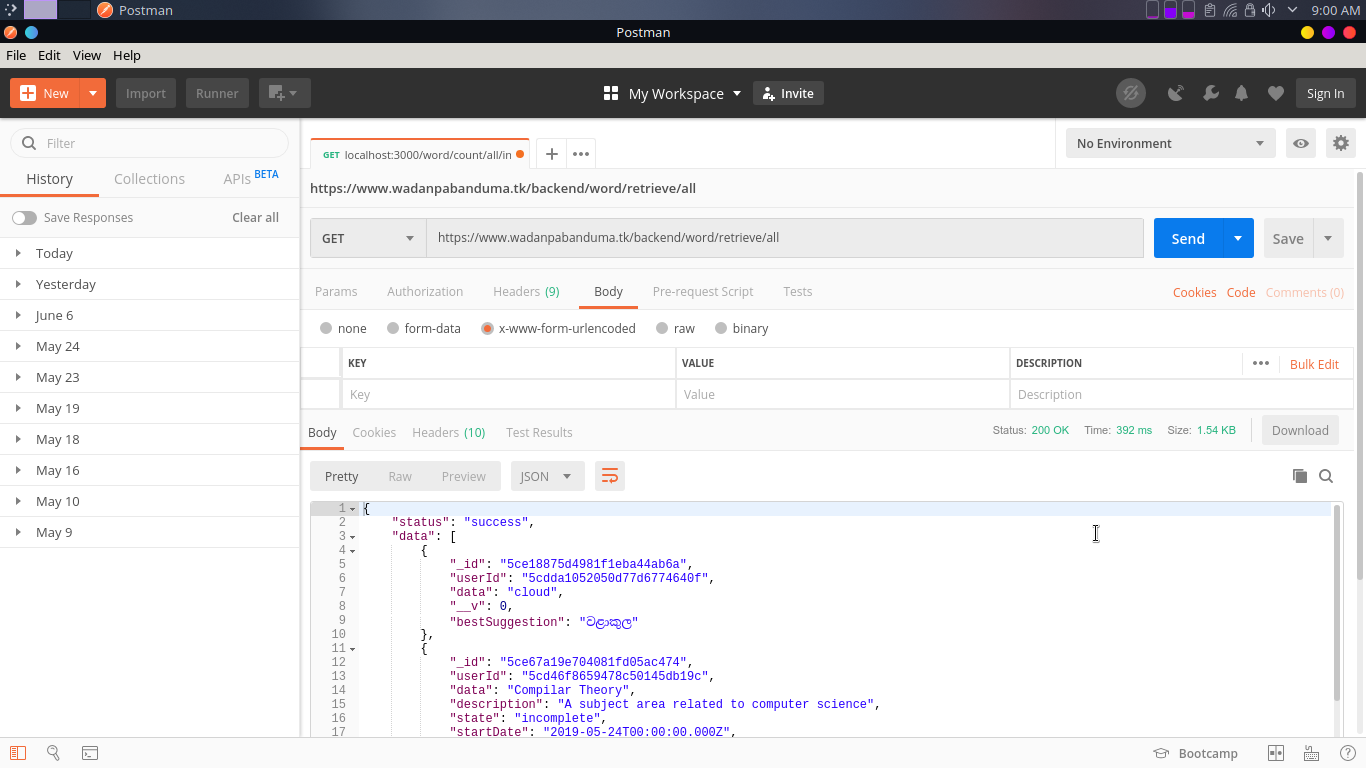 Postman
9:00 AM
Postman
File Edit View Help
New Import Runner My Workspace Invite Sign In
Filter
History Collections APIs BETA
Save Responses Clear all
Today
Yesterday
June 6
May 24
May 23
May 19
May 18
May 16
May 10
May 9
GET localhost:3000/word/count/all/in
No Environment
https://www.wadanpabanduma.tk/backend/word/retrieve/all
GET https://www.wadanpabanduma.tk/backend/word/retrieve/all Send Save
Params Authorization Headers (9) Body Pre-request Script Tests Cookies Code Comments (0)
none form-data x-www-form-urlencoded raw binary
KEY VALUE DESCRIPTION Bulk Edit
Key Value Description
Body Cookies Headers (10) Test Results Status: 200 OK Time: 392 ms Size: 1.54 KB Download
Pretty Raw Preview JSON
1 {
2 "status": "success",
3 "data": [
4 {
5 "_id": "5ce18875d4981f1eba44ab6a",
6 "userId": "5cdda1052050d77d6774640f",
7 "data": "cloud",
8 "__v": 0,
9 "bestSuggestion": "වළාකුල"
10 },
11 {
12 "_id": "5ce67a19e704081fd05ac474",
13 "userId": "5cd46f8659478c50145db19c",
14 "data": "Compilar Theory",
15 "description": "A subject area related to computer science",
16 "state": "incomplete",
17 "startDate": "2019-05-24T00:00:00.000Z",
Bootcamp